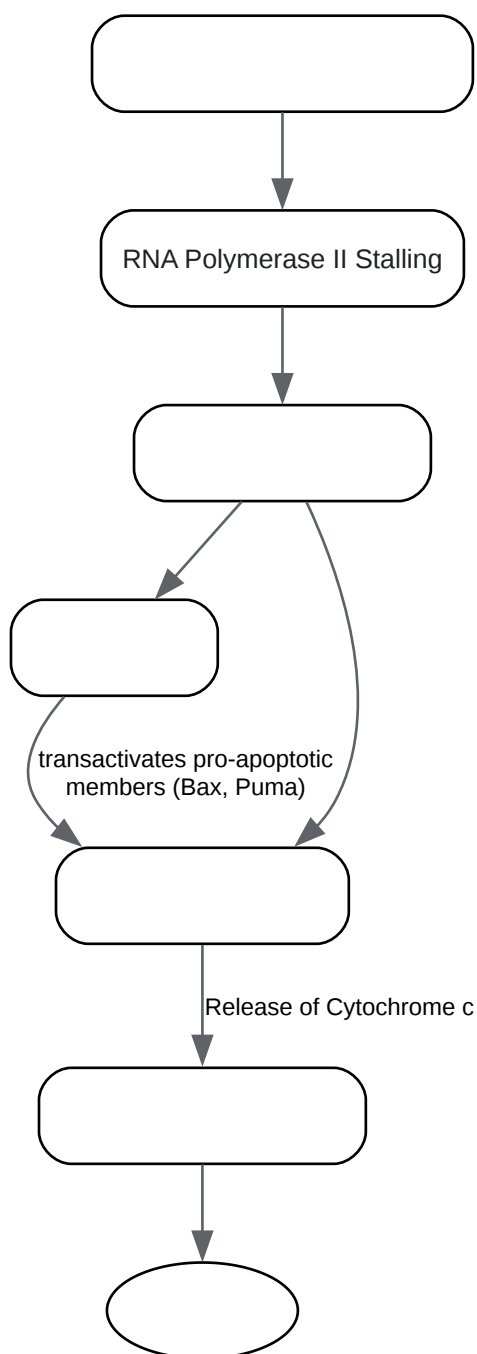 RNA Polymerase II Stalling
transactivates pro-apoptotic
members (Bax, Puma)
Release of Cytochrome c